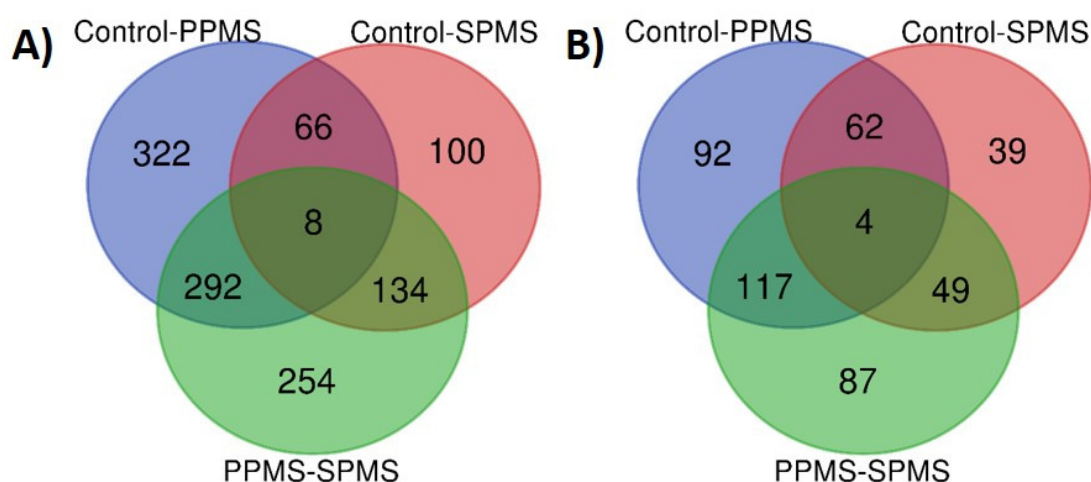 A)
Control-PPMS
Control-SPMS
322
66
100
8
292
134
254
PPMS-SPMS
B)
Control-PPMS
Control-SPMS
92
62
39
4
117
49
87
PPMS-SPMS